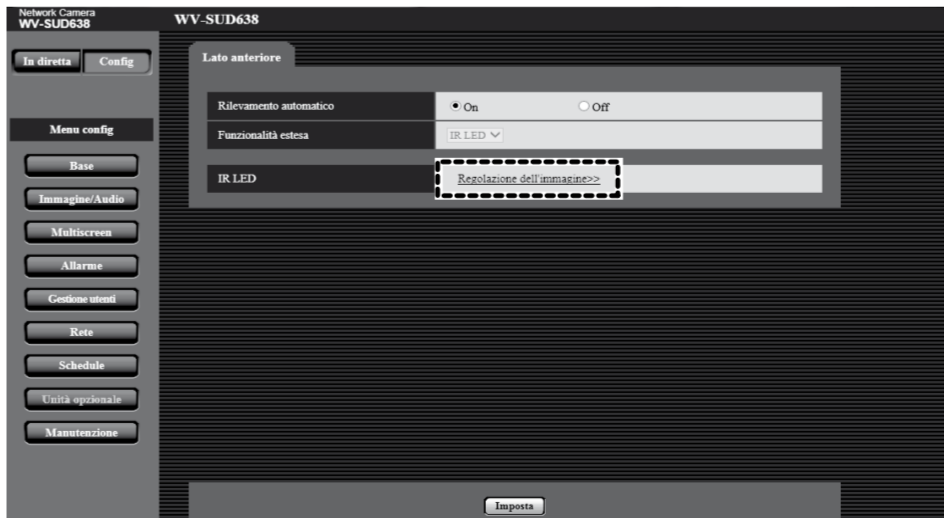 Network Camera
WV-SUD638
WV-SUD638
In diretta
Config
Menu config
Base
Immagine/Audio
Multiscreen
Allarme
Gestione utenti
Rete
Schedule
Unità opzionale
Manutenzione
Lato anteriore
Rilevamento automatico
On
Off
Funzionalità estesa
IR LED
IR LED
Regolazione dell'immagine>>
Imposta